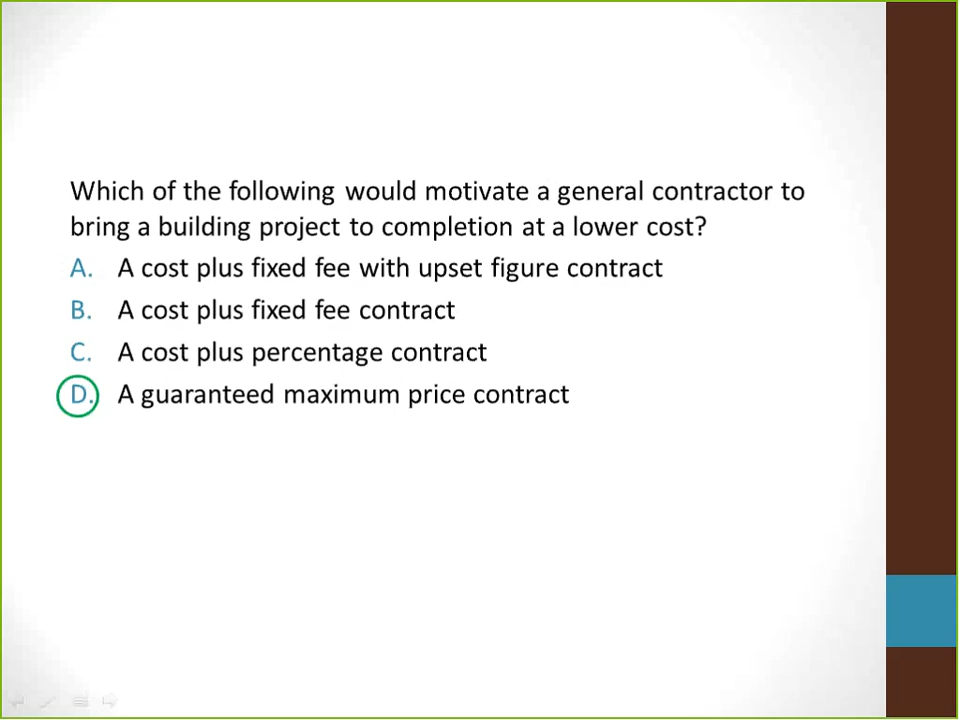 Which of the following would motivate a general contractor to
bring a building project to completion at a lower cost?
A. A cost plus fixed fee with upset figure contract
B. A cost plus fixed fee contract
C. A cost plus percentage contract
D. A guaranteed maximum price contract